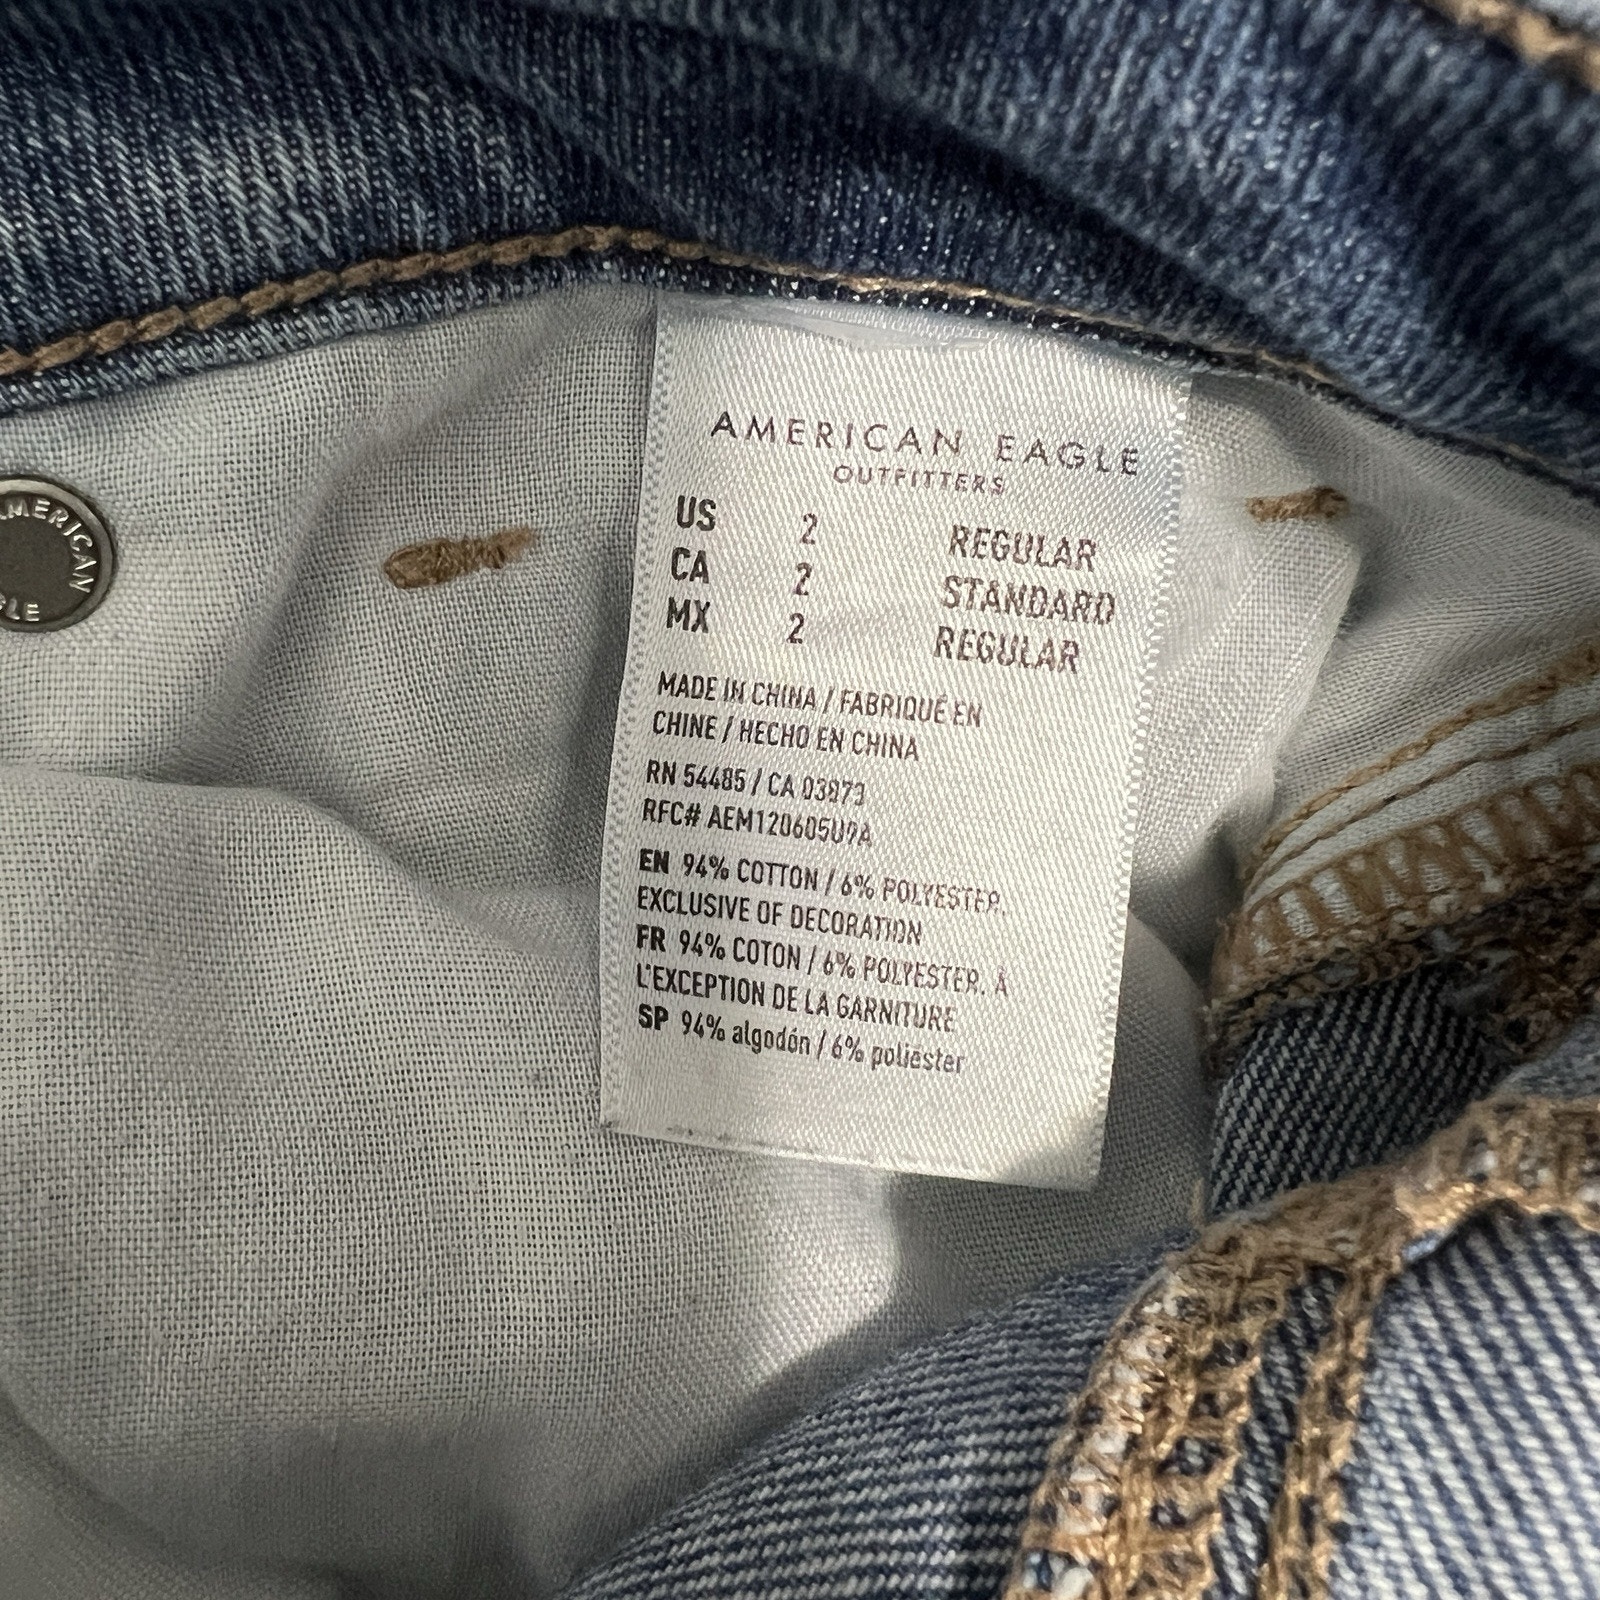 AMERICAN EAGLE
OUTFITTERS
US 2 REGULAR
CA 2 STANDARD
MX 2 REGULAR
MADE IN CHINA / FABRIQUÉ EN
CHINE / HECHO EN CHINA
RN 54485 / CA 03873
RFC# AEM120605U9A
EN 94% COTTON / 6% POLYESTER.
EXCLUSIVE OF DECORATION
FR 94% COTON / 6% POLYESTER. À
L'EXCEPTION DE LA GARNITURE
SP 94% algodón / 6% poliéster
AMERICAN